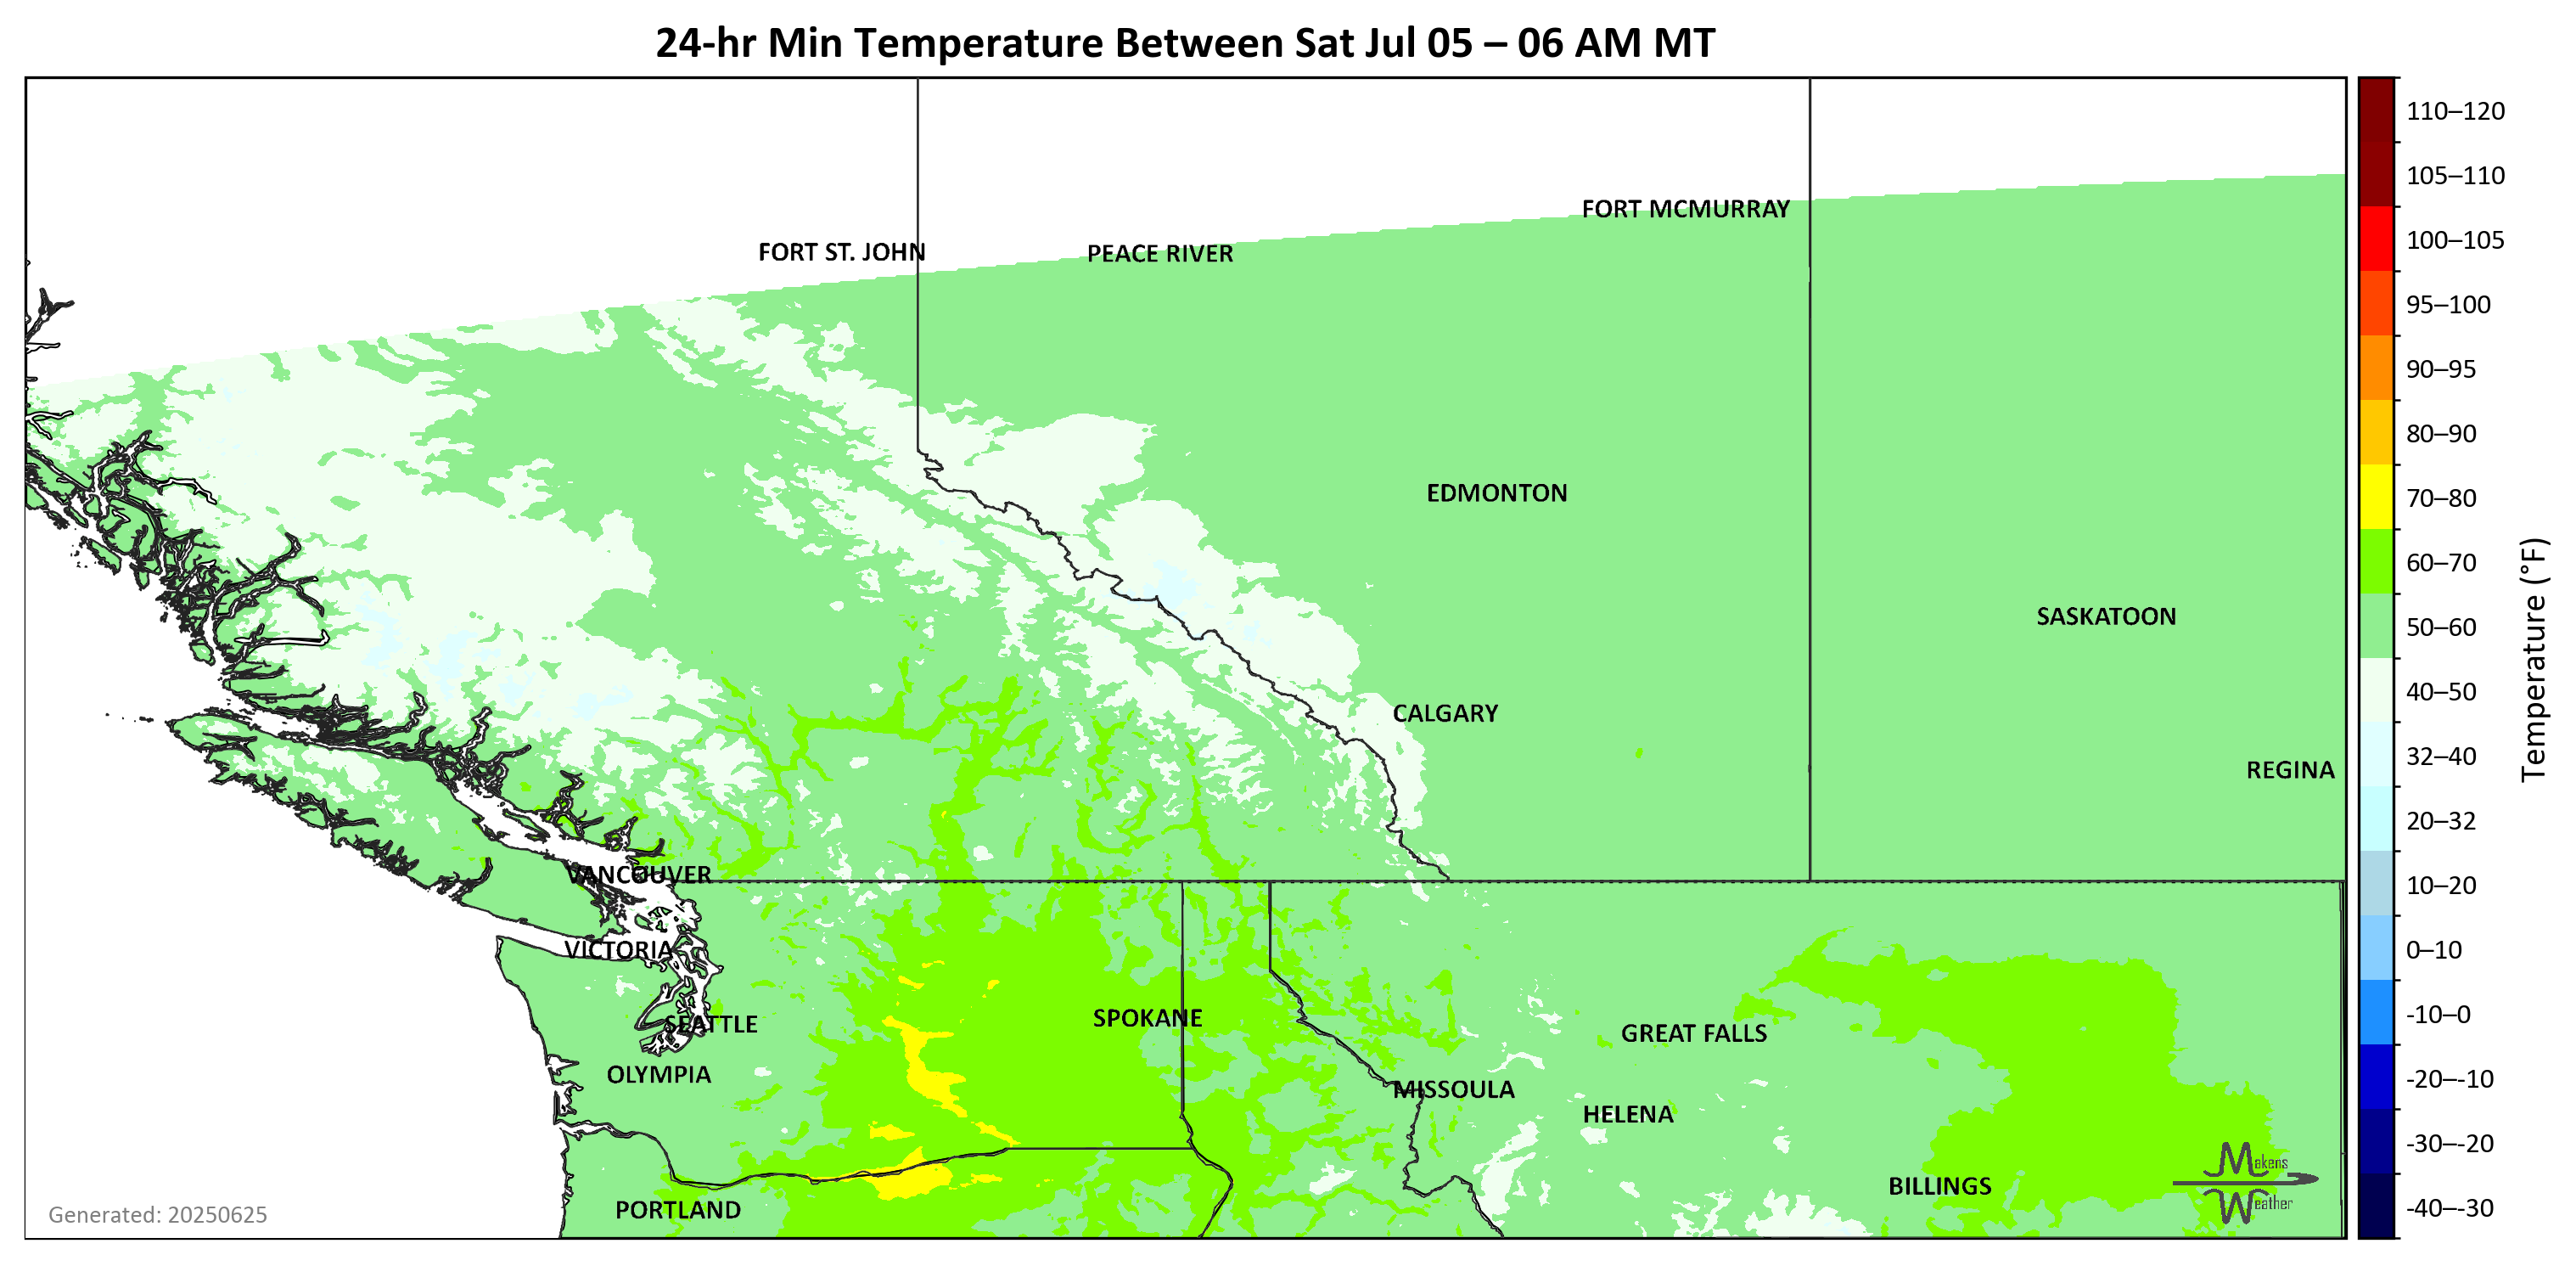 24-hr Min Temperature Between Sat Jul 05 – 06 AM MT
110–120
105–110
FORT MCMURRAY
100–105
FORT ST. JOHN
PEACE RIVER
95–100
90–95
80–90
EDMONTON
70–80
60–70
SASKATOON
50–60
Temperature (°F)
40–50
CALGARY
32–40
REGINA
20–32
VANCOUVER
10–20
VICTORIA
0–10
SEATTLE
SPOKANE
GREAT FALLS
-10–0
OLYMPIA
MISSOULA
-20–-10
HELENA
-30–-20
Makens
Weather
BILLINGS
PORTLAND
-40–-30
Generated: 20250625